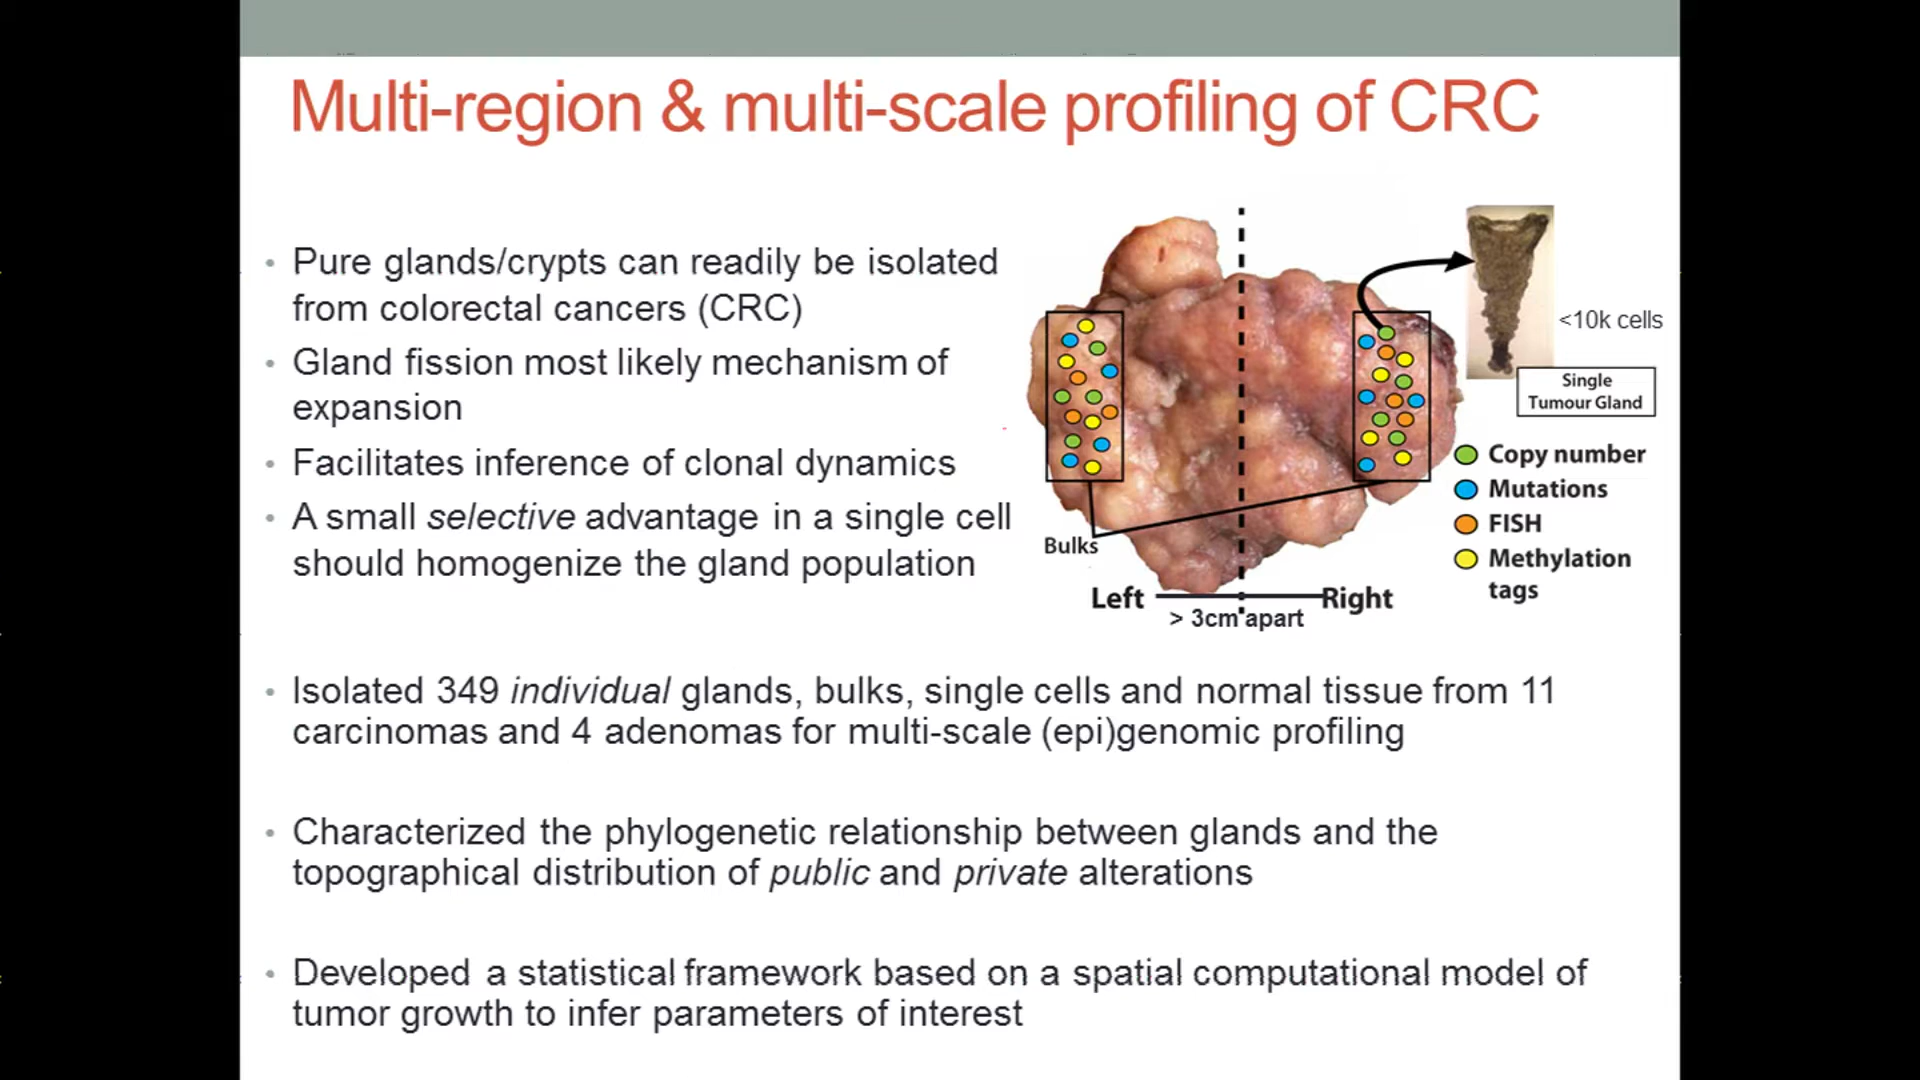 Multi-region & multi-scale profiling of CRC
Pure glands/crypts can readily be isolated
from colorectal cancers (CRC)
Gland fission most likely mechanism of
expansion
Facilitates inference of clonal dynamics
A small selective advantage in a single cell
should homogenize the gland population
<10k cells
Single
Tumour Gland
Copy number
Mutations
FISH
Methylation
tags
Bulks
Left
Right
> 3cm apart
Isolated 349 individual glands, bulks, single cells and normal tissue from 11
carcinomas and 4 adenomas for multi-scale (epi)genomic profiling
Characterized the phylogenetic relationship between glands and the
topographical distribution of public and private alterations
Developed a statistical framework based on a spatial computational model of
tumor growth to infer parameters of interest